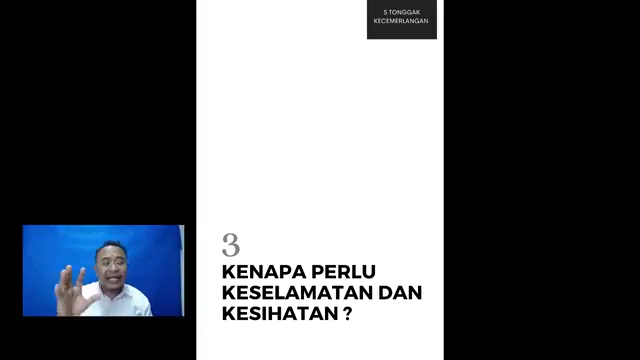 5 TONGGAK
KECEMERLANGAN
3
KENAPA PERLU
KESELAMATAN DAN
KESIHATAN ?